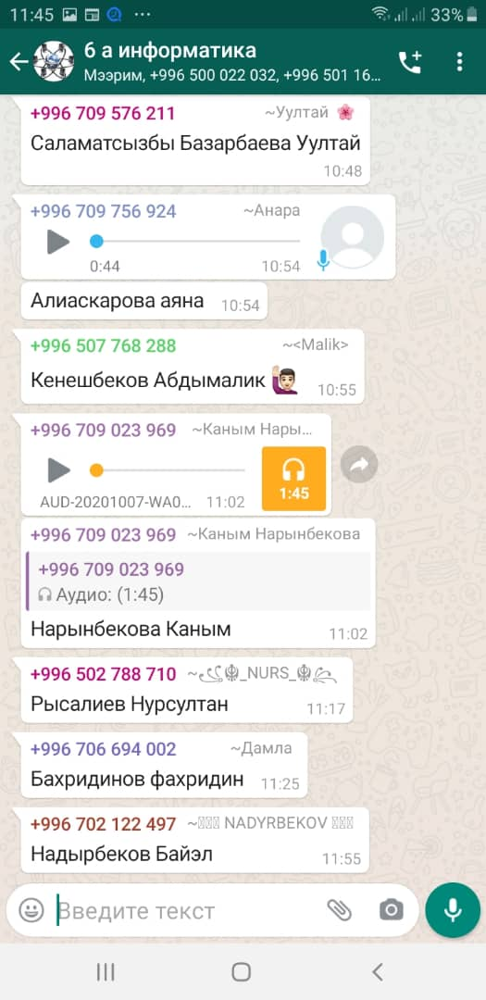 11:45
33%
6 а информатика
Мээрим, +996 500 022 032, +996 501 16…
+996 709 576 211 ~Уултай
Саламатсызбы Базарбаева Уултай
10:48
+996 709 756 924 ~Анара
0:44 10:54
Алиаскарова аяна 10:54
+996 507 768 288 ~<Malik>
Кенешбеков Абдымалик 10:55
+996 709 023 969 ~Каным Нары…
1:45
AUD-20201007-WA0… 11:02
+996 709 023 969 ~Каным Нарынбекова
+996 709 023 969
Аудио: (1:45)
Нарынбекова Каным 11:02
+996 502 788 710 ~_NURS_
Рысалиев Нурсултан 11:17
+996 706 694 002 ~Дамла
Бахридинов фахридин 11:25
+996 702 122 497 ~ NADYRBEKOV
Надырбеков Байэл 11:55
Введите текст